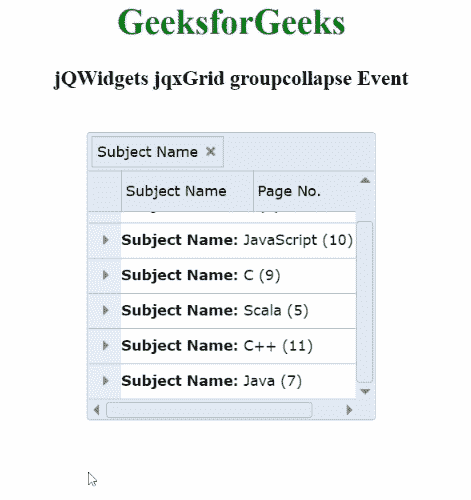 GeeksforGeeks
jQWidgets jqxGrid groupcollapse Event
Subject Name ×
Subject Name Page No.
Subject Name: JavaScript (10)
Subject Name: C (9)
Subject Name: Scala (5)
Subject Name: C++ (11)
Subject Name: Java (7)